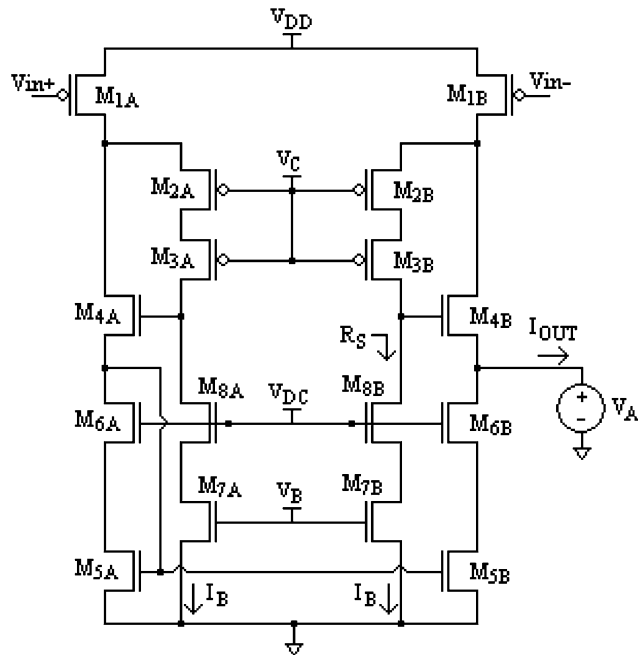 VDD
Vin+
M1A
M1B
Vin-
VC
M2A
M2B
M3A
M3B
M4A
RS
M4B
IOUT
M8A
VDC
M8B
M6A
M6B
+
-
VA
M7A
VB
M7B
M5A
IB
IB
M5B